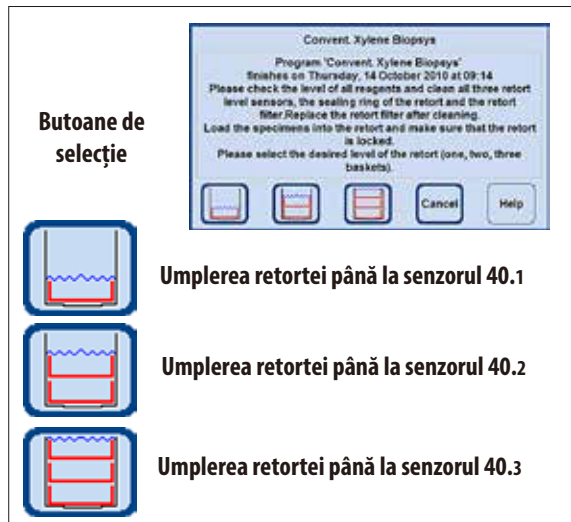 Convent. Xylene Biopsys
Program 'Convent. Xylene Biopsys'
finishes on Thursday, 14 October 2010 at 09:14
Please check the level of all reagents and clean all three retort
level sensors, the sealing ring of the retort and the retort
filter.Replace the retort filter after cleaning.
Load the specimens into the retort and make sure that the retort
is locked.
Please select the desired level of the retort (one, two, three
baskets).
Cancel Help
Butoane de
selecție
Umplerea retortei până la senzorul 40.1
Umplerea retortei până la senzorul 40.2
Umplerea retortei până la senzorul 40.3